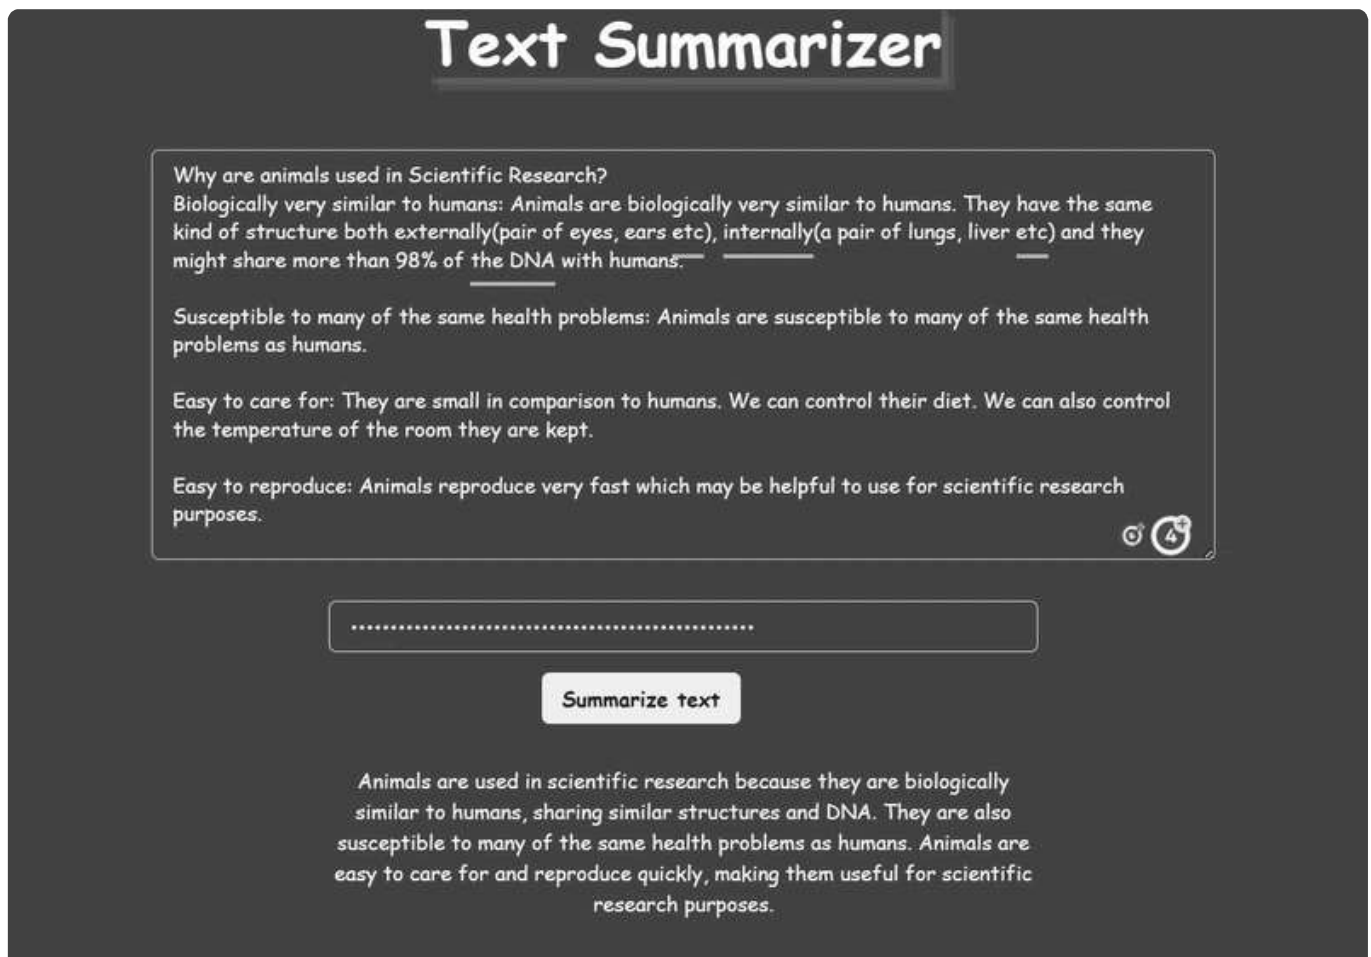 Text Summarizer
Why are animals used in Scientific Research?
Biologically very similar to humans: Animals are biologically very similar to humans. They have the same
kind of structure both externally(pair of eyes, ears etc), internally(a pair of lungs, liver etc) and they
might share more than 98% of the DNA with humans.
Susceptible to many of the same health problems: Animals are susceptible to many of the same health
problems as humans.
Easy to care for: They are small in comparison to humans. We can control their diet. We can also control
the temperature of the room they are kept.
Easy to reproduce: Animals reproduce very fast which may be helpful to use for scientific research
purposes.
4
Summarize text
Animals are used in scientific research because they are biologically
similar to humans, sharing similar structures and DNA. They are also
susceptible to many of the same health problems as humans. Animals are
easy to care for and reproduce quickly, making them useful for scientific
research purposes.